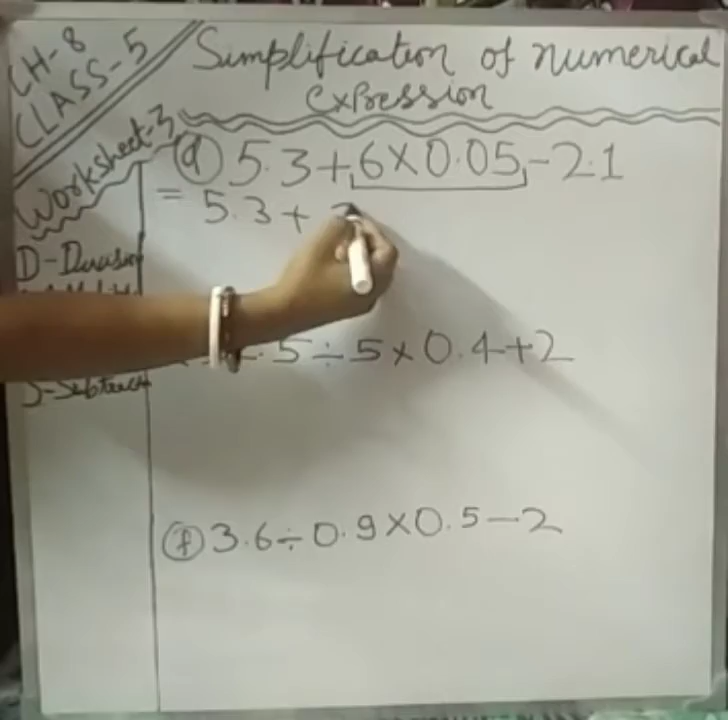 CH-8
CLASS-5
Simplification of numerical
Expression
Worksheet-3
(d) 5.3+6×0.05-2.1
= 5.3+
D-Division
.5÷5×0.4+2
S-Subtract
(f) 3.6÷0.9×0.5-2